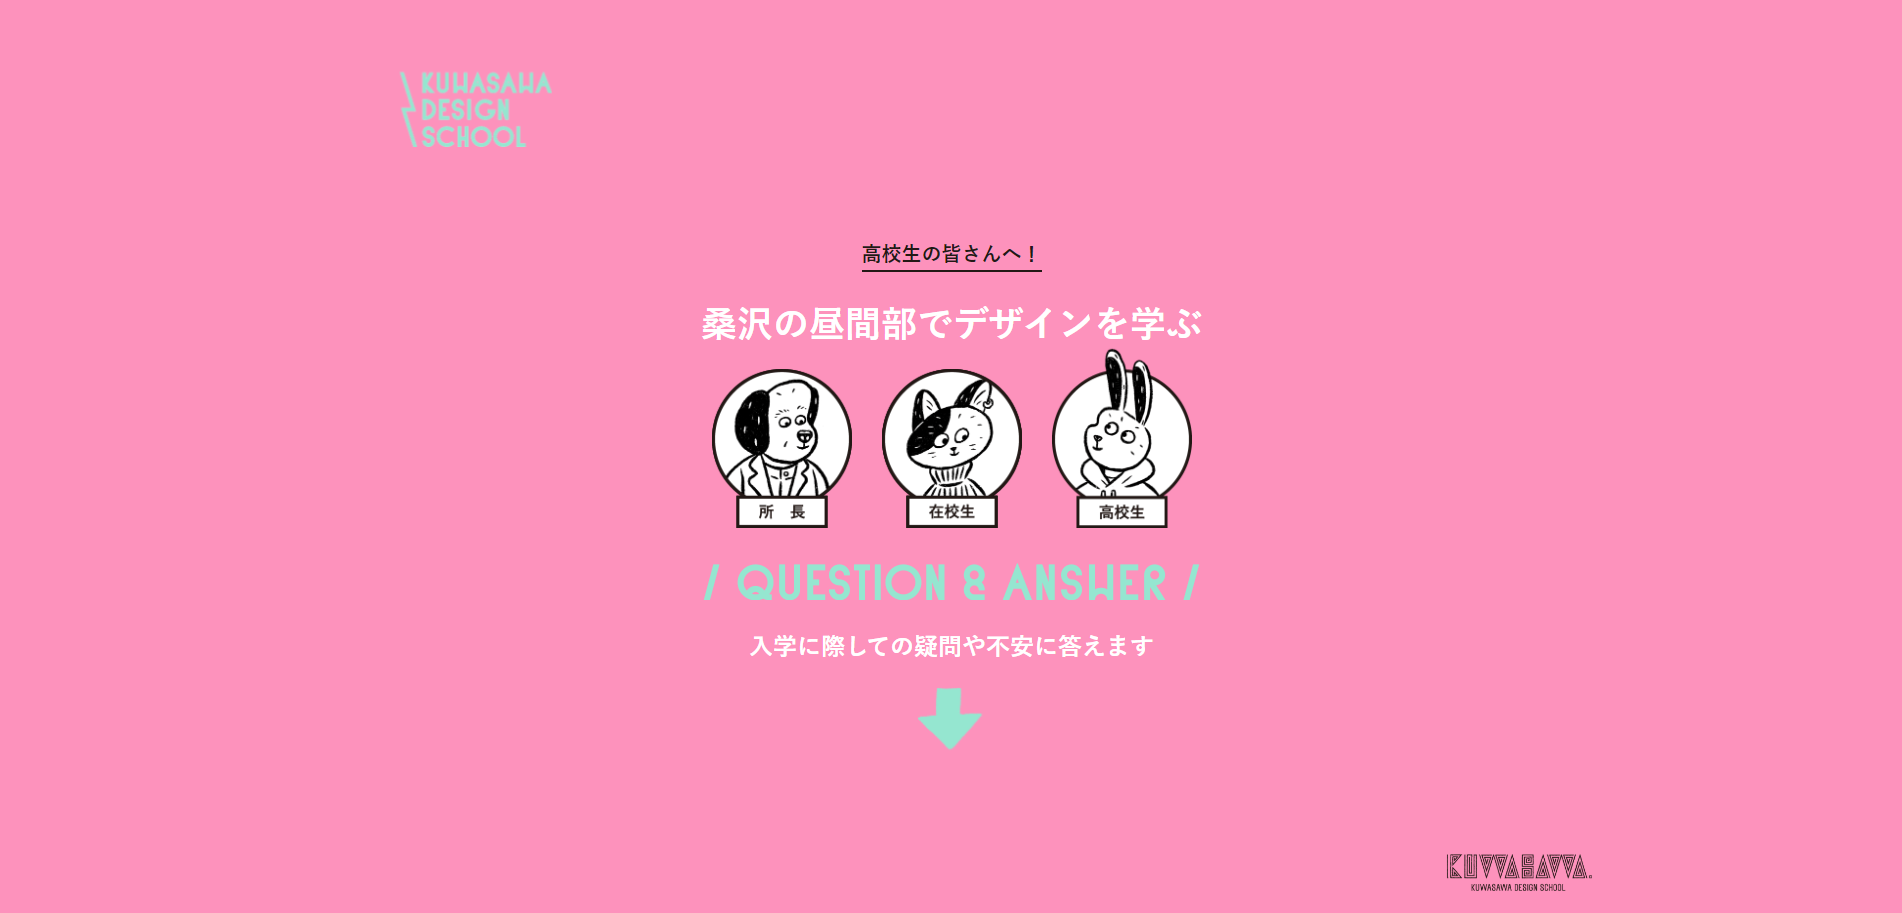 KUWASAWA
DESIGN
SCHOOL
高校生の皆さんへ！
桑沢の昼間部でデザインを学ぶ
所　長
在校生
高校生
/ QUESTION & ANSWER /
入学に際しての疑問や不安に答えます
KUWASAWA
KUWASAWA DESIGN SCHOOL